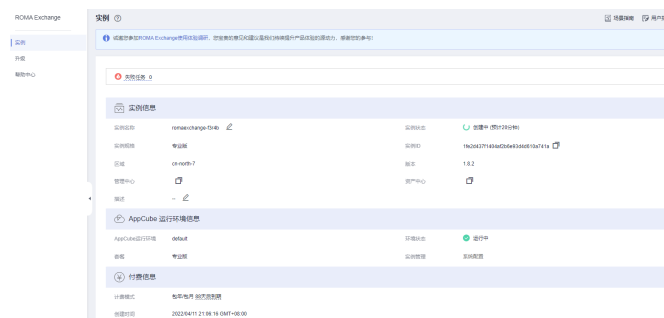 ROMA Exchange
实例
升级
帮助中心
实例
场景指南
诚邀您参加ROMA Exchange使用体验调研，您宝贵的意见和建议是我们持续提升产品体验的源动力，感谢您的参与!
失败任务 0
实例信息
实例名称 romaexchange-f3r4b
实例状态 创建中 (预计20分钟)
实例规格 专业版
实例ID
区域 cn-north-7
版本 1.8.2
管理中心
资产中心
描述 --
AppCube 运行环境信息
AppCube运行环境 default
环境状态 运行中
套餐 专业版
实例管理 系统配置
付费信息
计费模式 包年/包月
创建时间 2022/04/11 21:06:16 GMT+08:00